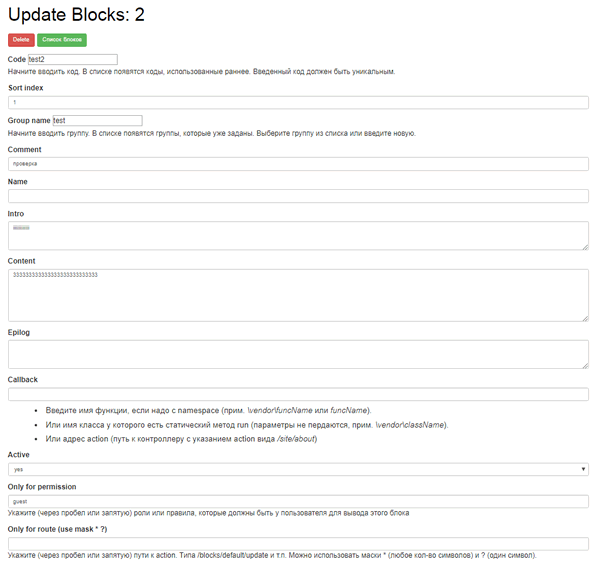 Update Blocks: 2
Delete Список блоков
Code test2
Начните вводить код. В списке появятся коды, использованные раннее. Введенный код должен быть уникальным.
Sort index
1
Group name test
Начните вводить группу. В списке появятся группы, которые уже заданы. Выберите группу из списка или введите новую.
Comment
проверка
Name
Intro
Content
Epilog
Callback
• Введите имя функции, если надо с namespace (прим. \vendor\funcName или funcName).
• Или имя класса у которого есть статический метод run (параметры не пердаются, прим. \vendor\className).
• Или адрес action (путь к контроллеру с указанием action вида /site/about)
Active
yes
Only for permission
guest
Укажите (через пробел или запятую) роли или правила, которые должны быть у пользователя для вывода этого блока
Only for route (use mask * ?)
Укажите (через пробел или запятую) пути к action. Типа /blocks/default/update и т.п. Можно использовать маски * (любое кол-во символов) и ? (один символ).